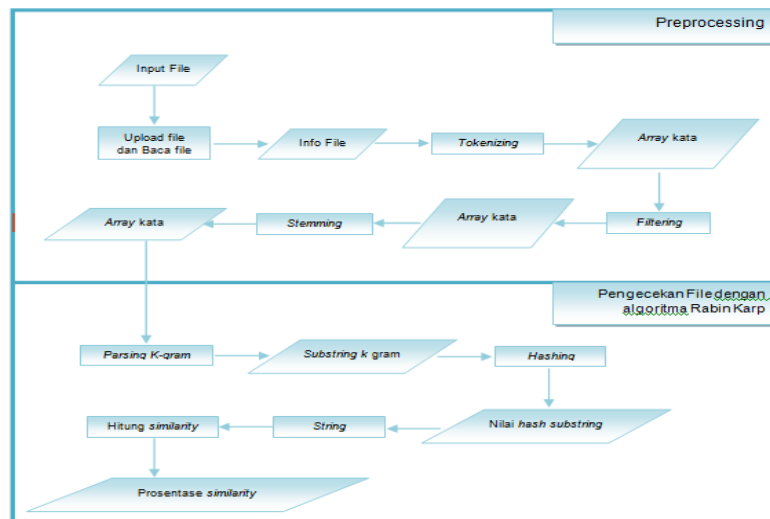 Preprocessing
Input File
Upload file
dan Baca file
Info File
Tokenizing
Array kata
Filtering
Array kata
Stemming
Array kata
Pengecekan File dengan
algoritma Rabin Karp
Parsing K-gram
Substring k gram
Hashing
Nilai hash substring
String
Hitung similarity
Prosentase similarity